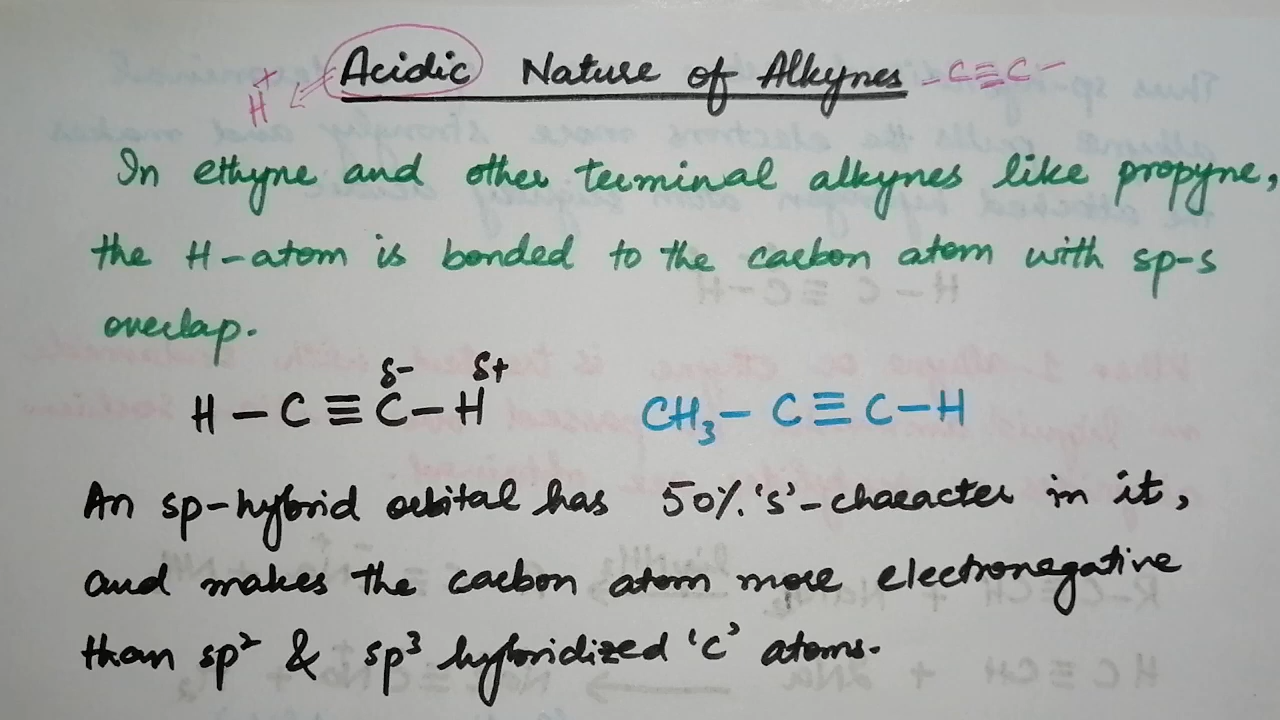 Acidic Nature of Alkynes -C≡C-
H⁺
In ethyne and other terminal alkynes like propyne,
the H-atom is bonded to the carbon atom with sp-s
overlap.
δ- δ+
H-C≡C-H CH₃-C≡C-H
An sp-hybrid orbital has 50% 's'-character in it,
and makes the carbon atom more electronegative
than sp² & sp³ hybridized 'C' atoms.